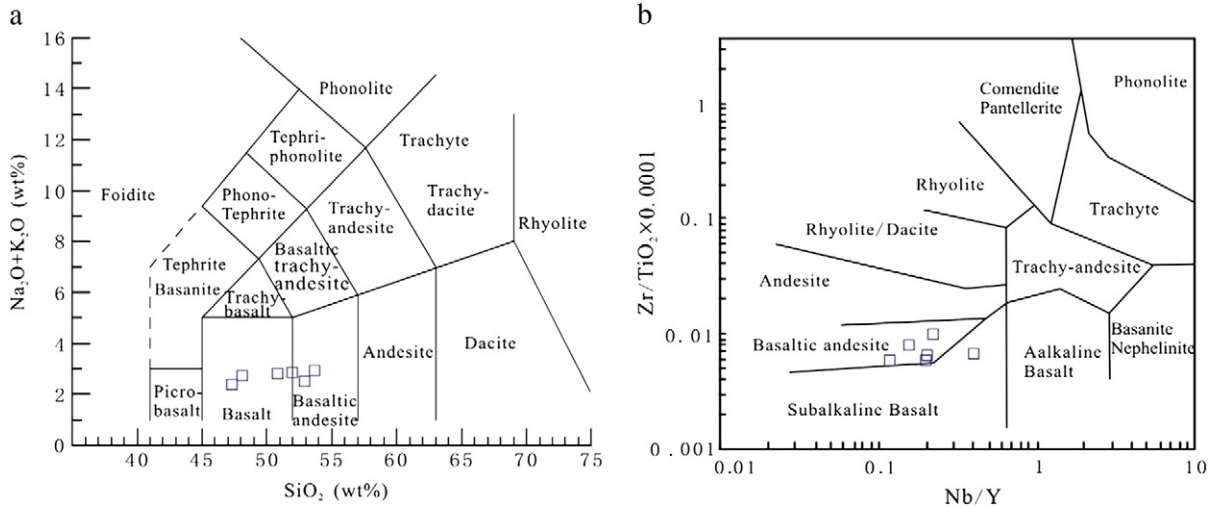 a
Na₂O+K₂O (wt%)
16
14
12
10
8
6
4
2
0
Phonolite
Tephri-
phonolite
Trachyte
Foidite
Phono-
Tephrite
Trachy-
andesite
Trachy-
dacite
Rhyolite
Tephrite
Basanite
Basaltic
trachy-
andesite
Trachy-
basalt
Andesite
Dacite
Picro-
basalt
Basalt
Basaltic
andesite
40
45
50
55
60
65
70
75
SiO₂ (wt%)
b
Zr/TiO₂×0.0001
1
0.1
0.01
0.001
Comendite
Pantellerite
Phonolite
Rhyolite
Trachyte
Rhyolite/Dacite
Andesite
Trachy-andesite
Basaltic andesite
Aalkaline
Basalt
Basanite
Nephelinite
Subalkaline Basalt
0.01
0.1
1
10
Nb/Y